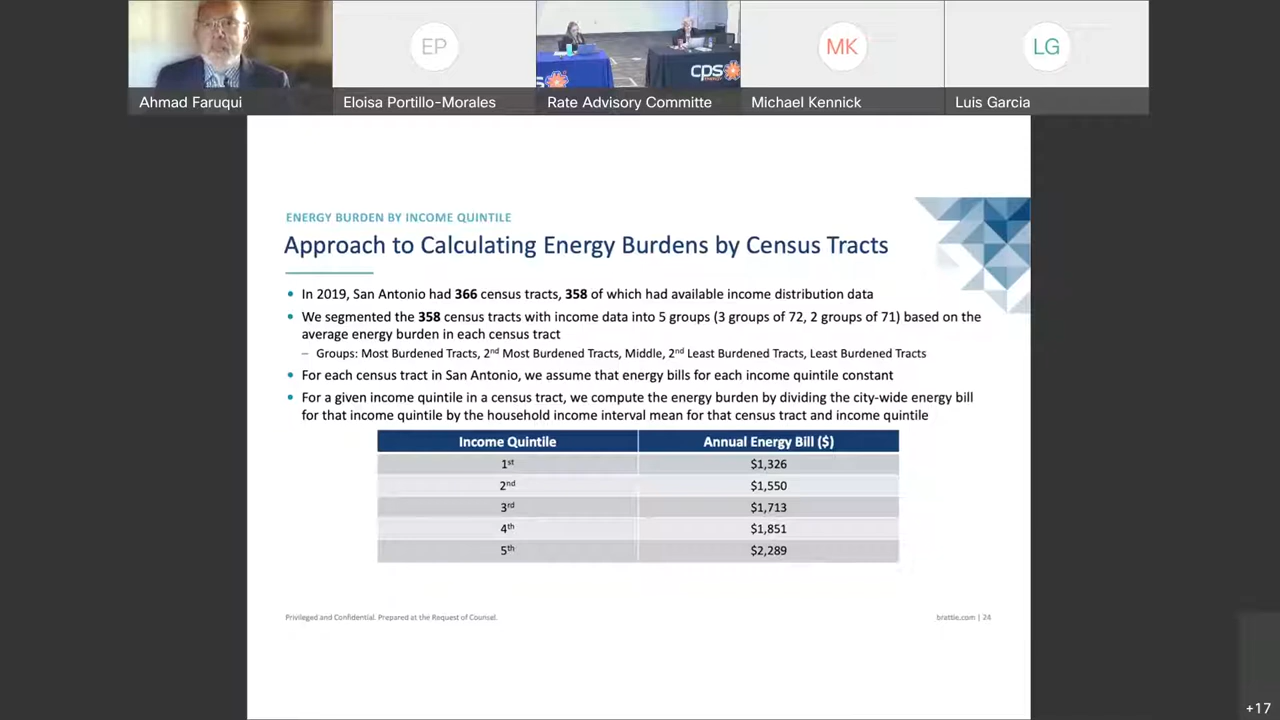 EP
MK
LG
cps
ENERGY
Ahmad Faruqui
Eloisa Portillo-Morales
Rate Advisory Committe
Michael Kennick
Luis Garcia
ENERGY BURDEN BY INCOME QUINTILE
Approach to Calculating Energy Burdens by Census Tracts
• In 2019, San Antonio had 366 census tracts, 358 of which had available income distribution data
• We segmented the 358 census tracts with income data into 5 groups (3 groups of 72, 2 groups of 71) based on the
average energy burden in each census tract
– Groups: Most Burdened Tracts, 2nd Most Burdened Tracts, Middle, 2nd Least Burdened Tracts, Least Burdened Tracts
• For each census tract in San Antonio, we assume that energy bills for each income quintile constant
• For a given income quintile in a census tract, we compute the energy burden by dividing the city-wide energy bill
for that income quintile by the household income interval mean for that census tract and income quintile
Income Quintile Annual Energy Bill ($)
1st $1,326
2nd $1,550
3rd $1,713
4th $1,851
5th $2,289
Privileged and Confidential. Prepared at the Request of Counsel.
brattle.com | 24
+17